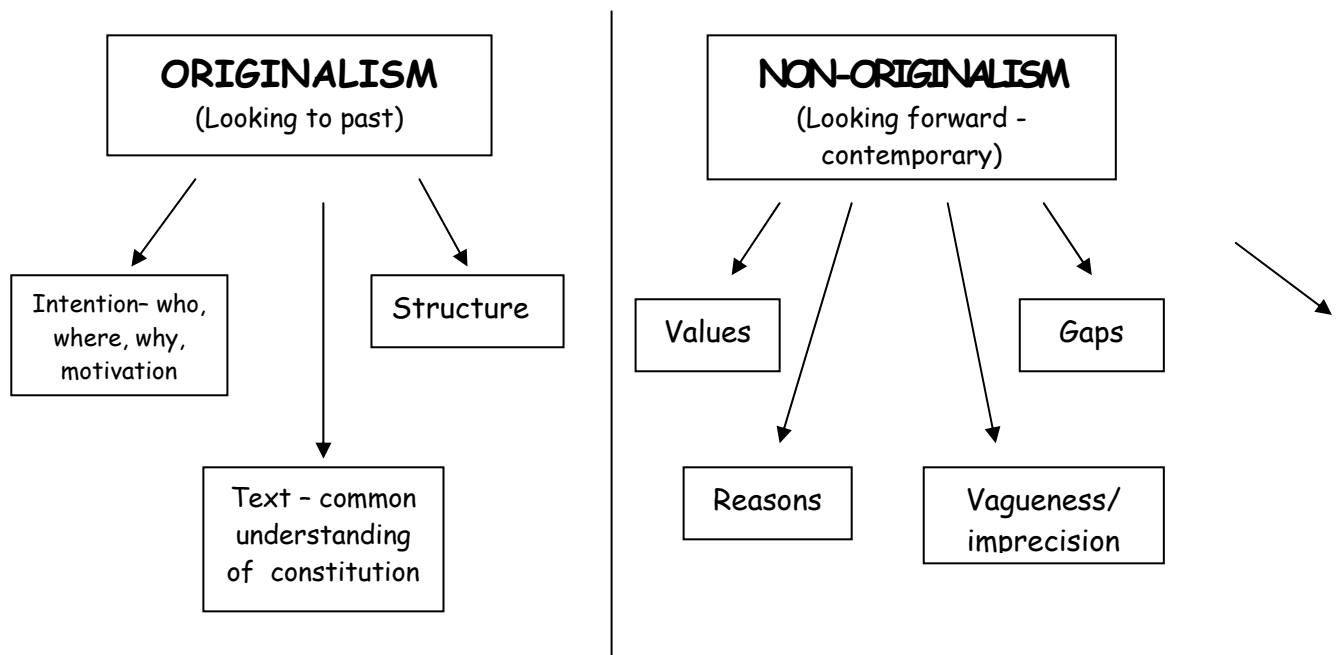 ORIGINALISM
(Looking to past)
Intention– who,
where, why,
motivation
Structure
Text – common
understanding
of constitution
NON-ORIGINALISM
(Looking forward -
contemporary)
Values
Gaps
Reasons
Vagueness/
imprecision